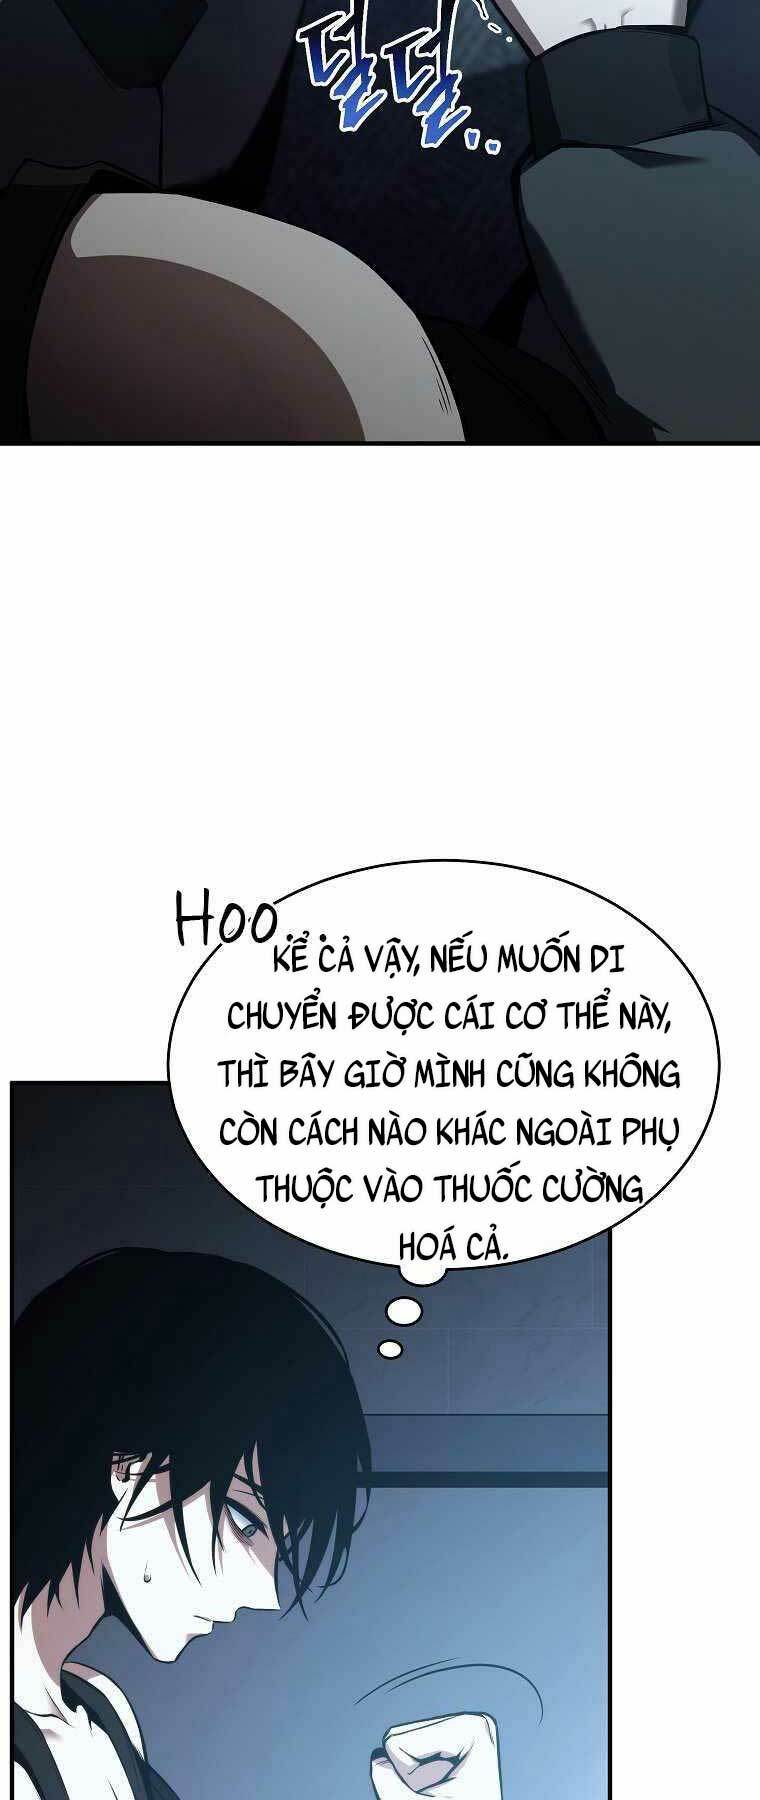 덜덜..
Hoo...
KỂ CẢ VẬY, NẾU MUỐN DI
CHUYỂN ĐƯỢC CÁI CƠ THỂ NÀY,
THÌ BÂY GIỜ MÌNH CŨNG KHÔNG
CÒN CÁCH NÀO KHÁC NGOÀI PHỤ
THUỘC VÀO THUỐC CƯỜNG
HOÁ CẢ.